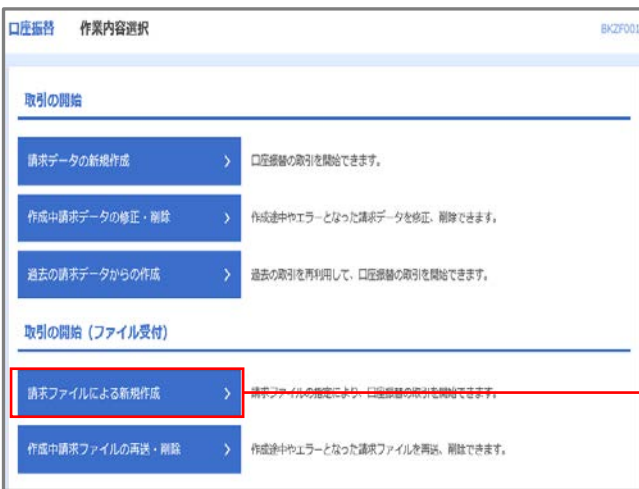 口座振替 作業内容選択 BKZF001
取引の開始
請求データの新規作成 > 口座振替の取引を開始できます。
作成中請求データの修正・削除 > 作成途中やエラーとなった請求データを修正、削除できます。
過去の請求データからの作成 > 過去の取引を再利用して、口座振替の取引を開始できます。
取引の開始（ファイル受付）
請求ファイルによる新規作成 > 請求ファイルの指定により、口座振替の取引を開始できます。
作成中請求ファイルの再送・削除 > 作成途中やエラーとなった請求ファイルを再送、削除できます。